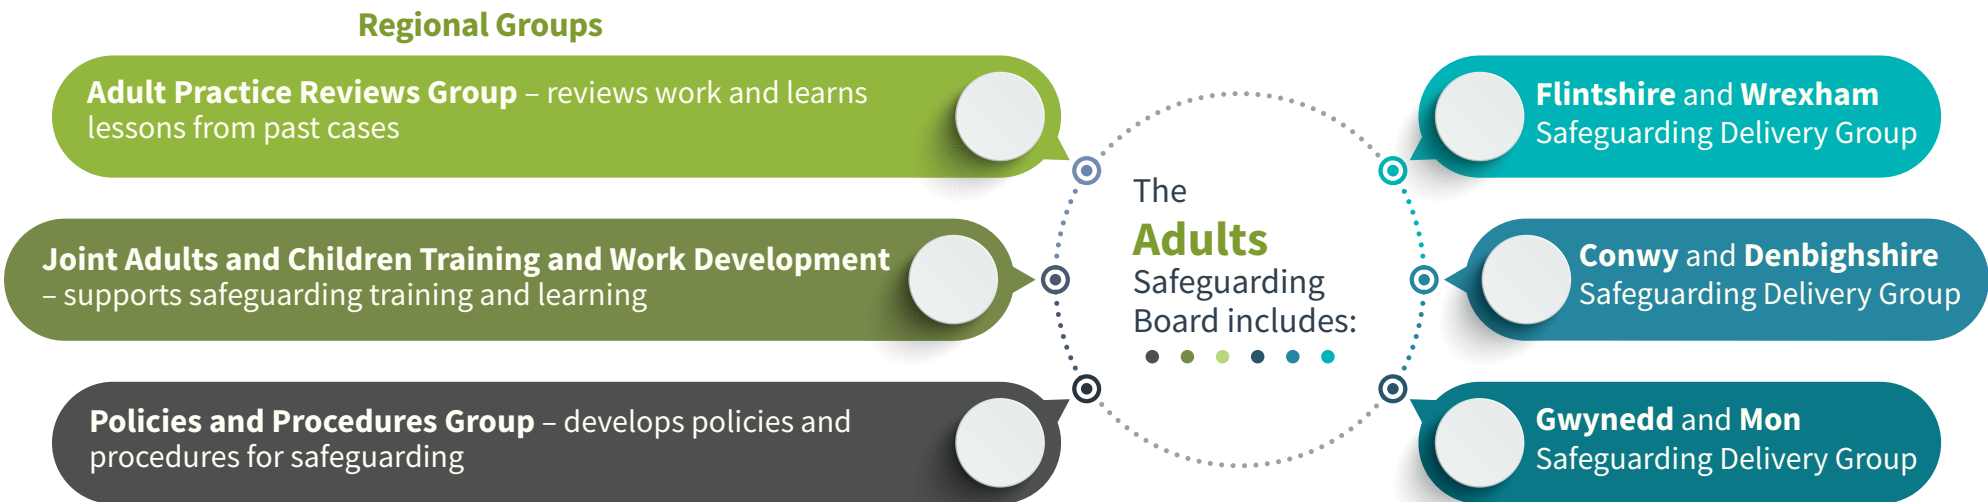 Regional Groups
Adult Practice Reviews Group – reviews work and learns
lessons from past cases
Joint Adults and Children Training and Work Development
– supports safeguarding training and learning
Policies and Procedures Group – develops policies and
procedures for safeguarding
The
Adults
Safeguarding
Board includes:
Flintshire and Wrexham
Safeguarding Delivery Group
Conwy and Denbighshire
Safeguarding Delivery Group
Gwynedd and Mon
Safeguarding Delivery Group